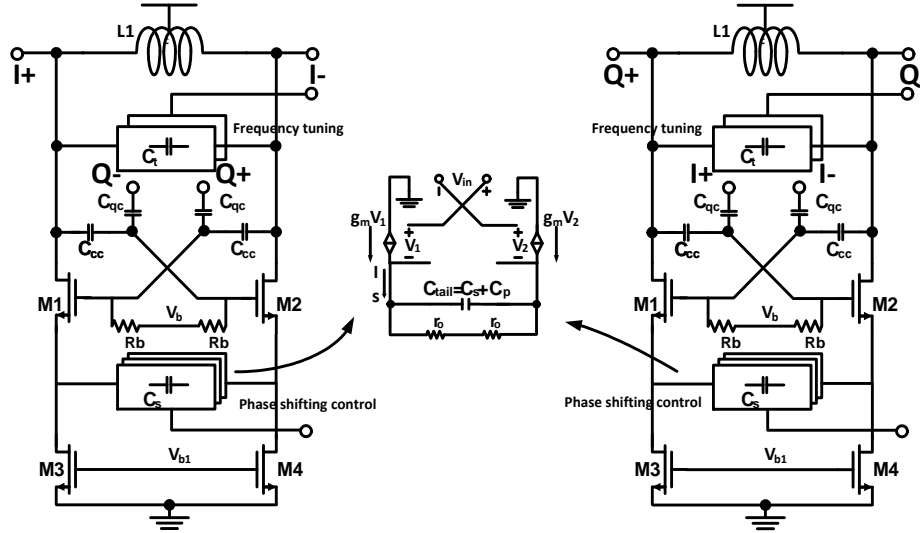 L1
I+
I-
Frequency tuning
Ct
Q-
Q+
Cqc
Cqc
Ccc
Ccc
M1
M2
Vb
Rb
Rb
Cs
Phase shifting control
M3
Vb1
M4
Vin
- +
gmV1
gmV2
+
V1
-
+
V2
-
I
s
Ctail=Cs+Cp
ro
ro
L1
Q+
Q
Frequency tuning
Ct
I+
I-
Cqc
Cqc
Ccc
Ccc
M1
M2
Vb
Rb
Rb
Cs
Phase shifting control
M3
Vb1
M4